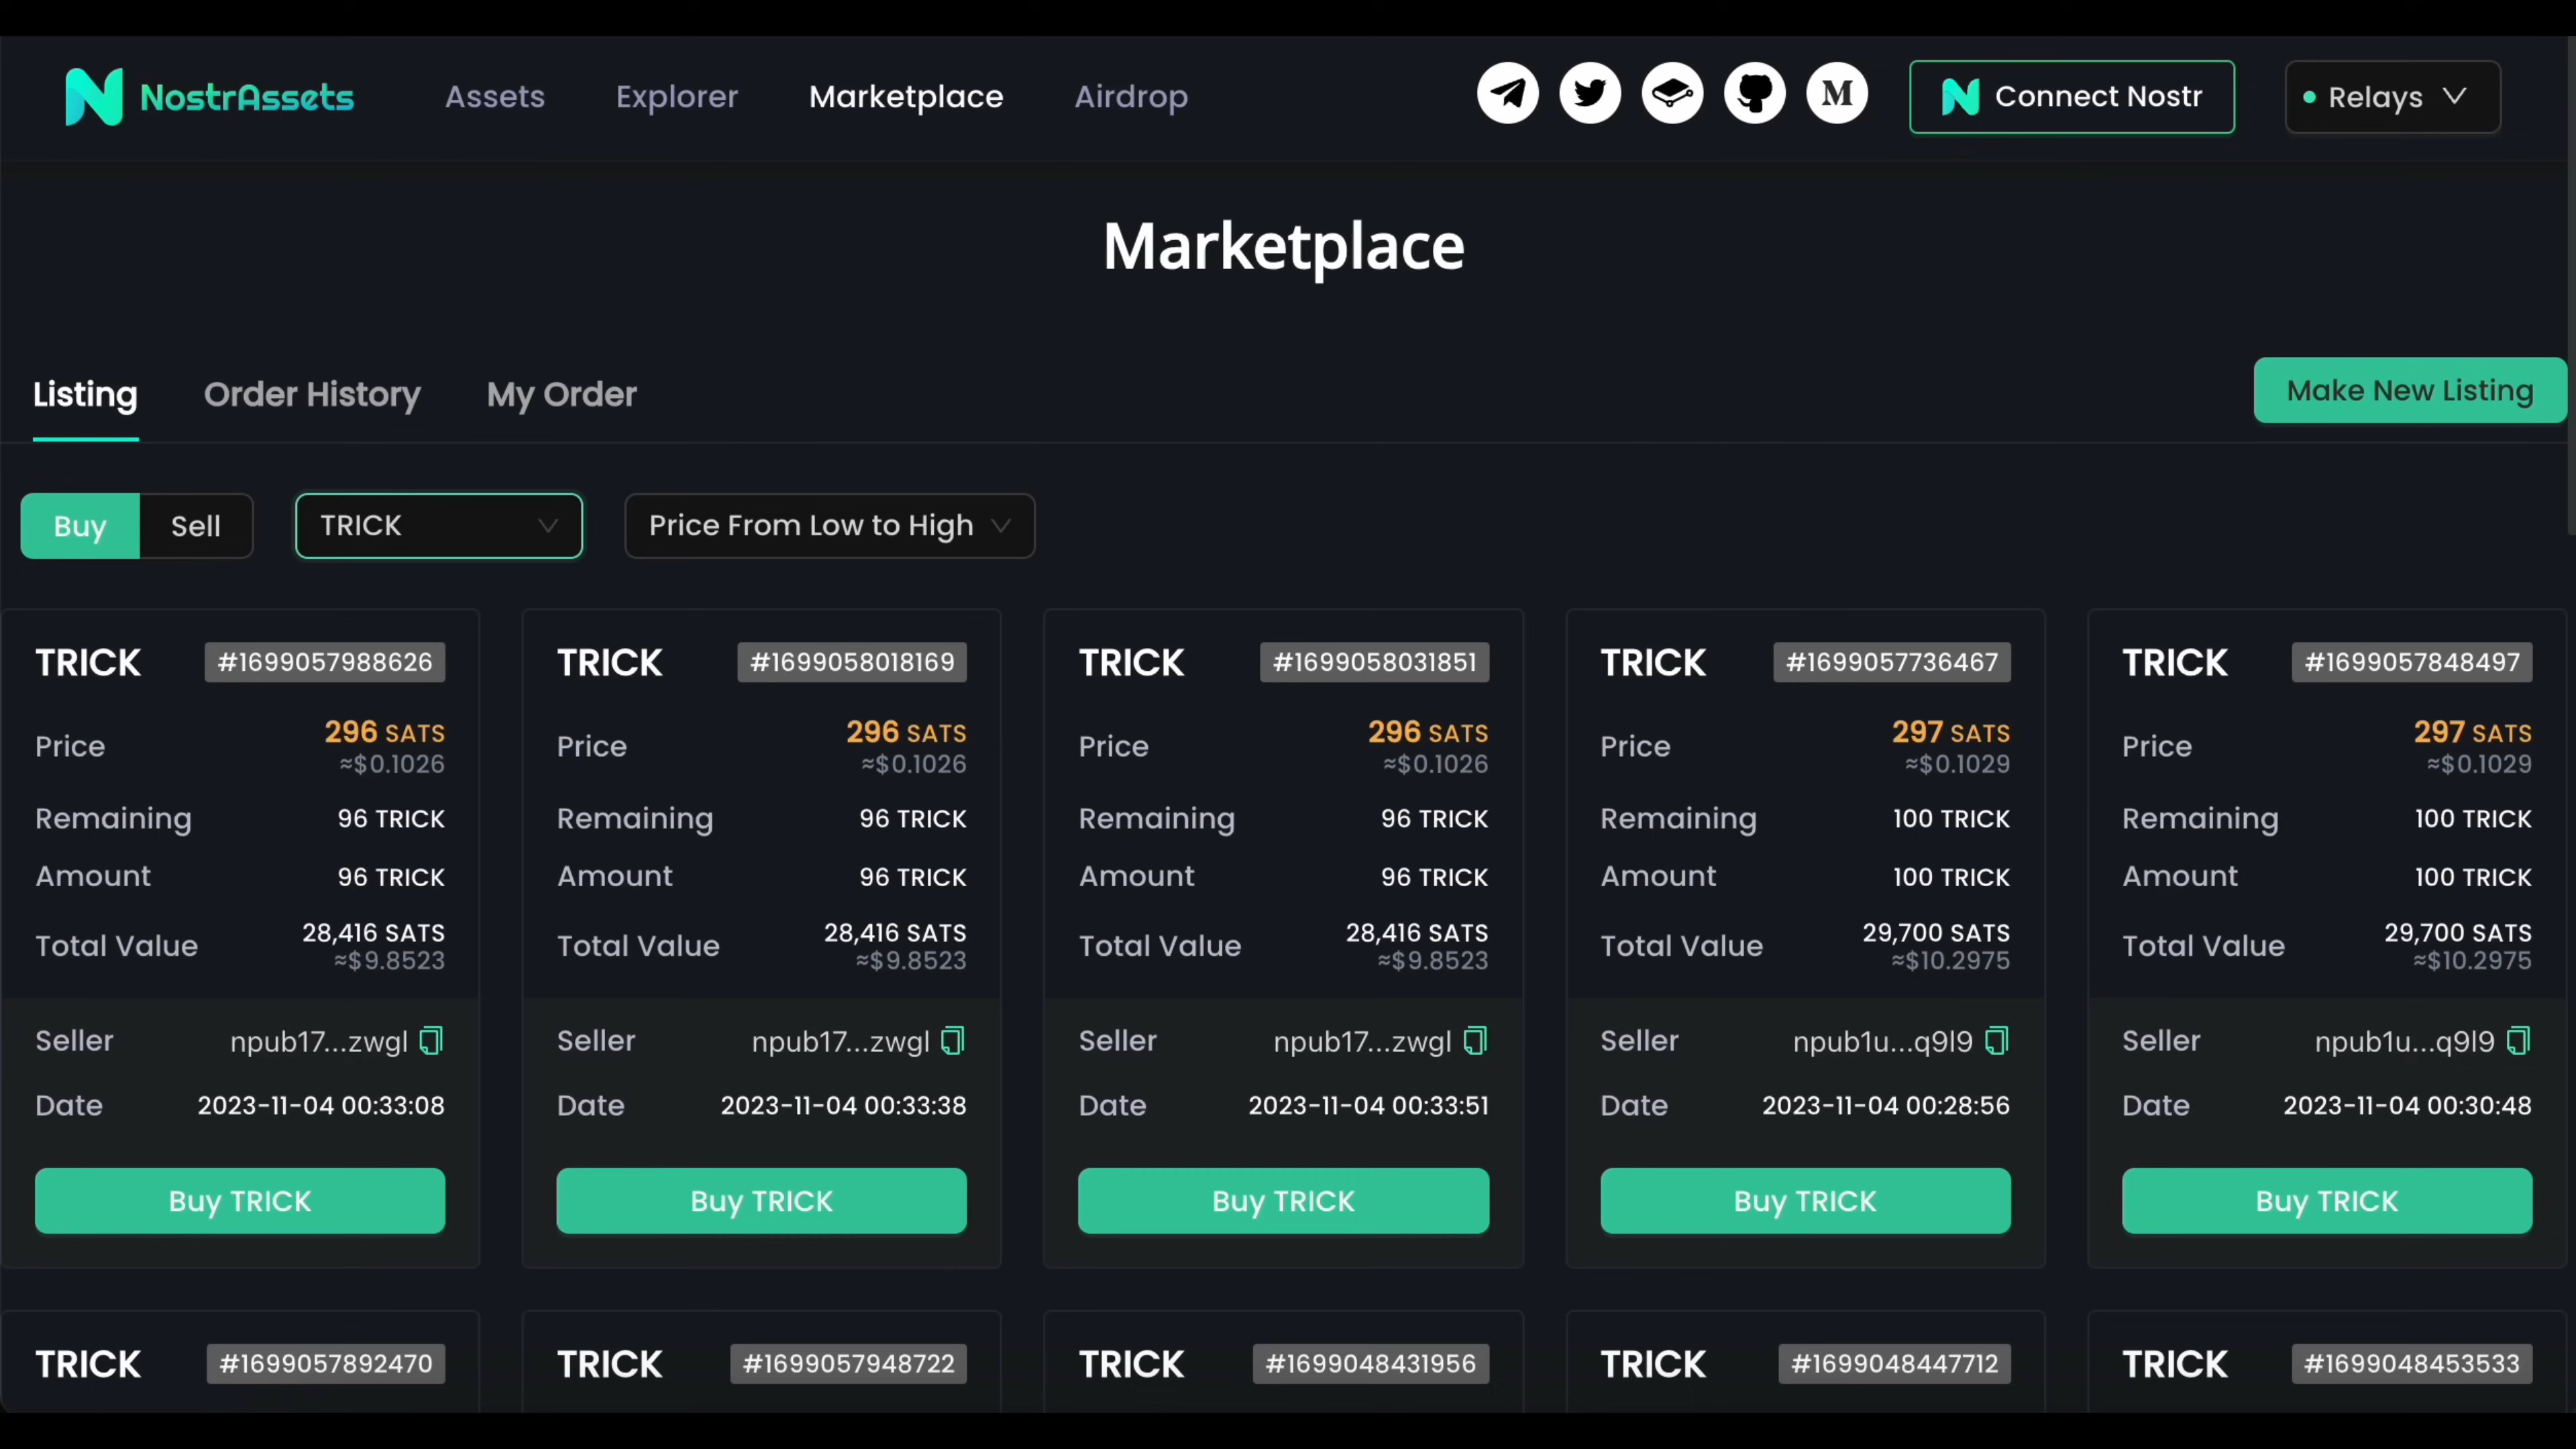 NostrAssets Assets Explorer Marketplace Airdrop M Connect Nostr Relays
Marketplace
Listing Order History My Order Make New Listing
Buy Sell TRICK Price From Low to High
TRICK #1699057988626
Price 296 SATS
≈$0.1026
Remaining 96 TRICK
Amount 96 TRICK
Total Value 28,416 SATS
≈$9.8523
Seller npub17...zwgl
Date 2023-11-04 00:33:08
Buy TRICK
TRICK #1699058018169
Price 296 SATS
≈$0.1026
Remaining 96 TRICK
Amount 96 TRICK
Total Value 28,416 SATS
≈$9.8523
Seller npub17...zwgl
Date 2023-11-04 00:33:38
Buy TRICK
TRICK #1699058031851
Price 296 SATS
≈$0.1026
Remaining 96 TRICK
Amount 96 TRICK
Total Value 28,416 SATS
≈$9.8523
Seller npub17...zwgl
Date 2023-11-04 00:33:51
Buy TRICK
TRICK #1699057736467
Price 297 SATS
≈$0.1029
Remaining 100 TRICK
Amount 100 TRICK
Total Value 29,700 SATS
≈$10.2975
Seller npub1u...q9l9
Date 2023-11-04 00:28:56
Buy TRICK
TRICK #1699057848497
Price 297 SATS
≈$0.1029
Remaining 100 TRICK
Amount 100 TRICK
Total Value 29,700 SATS
≈$10.2975
Seller npub1u...q9l9
Date 2023-11-04 00:30:48
Buy TRICK
TRICK #1699057892470
TRICK #1699057948722
TRICK #1699048431956
TRICK #1699048447712
TRICK #1699048453533